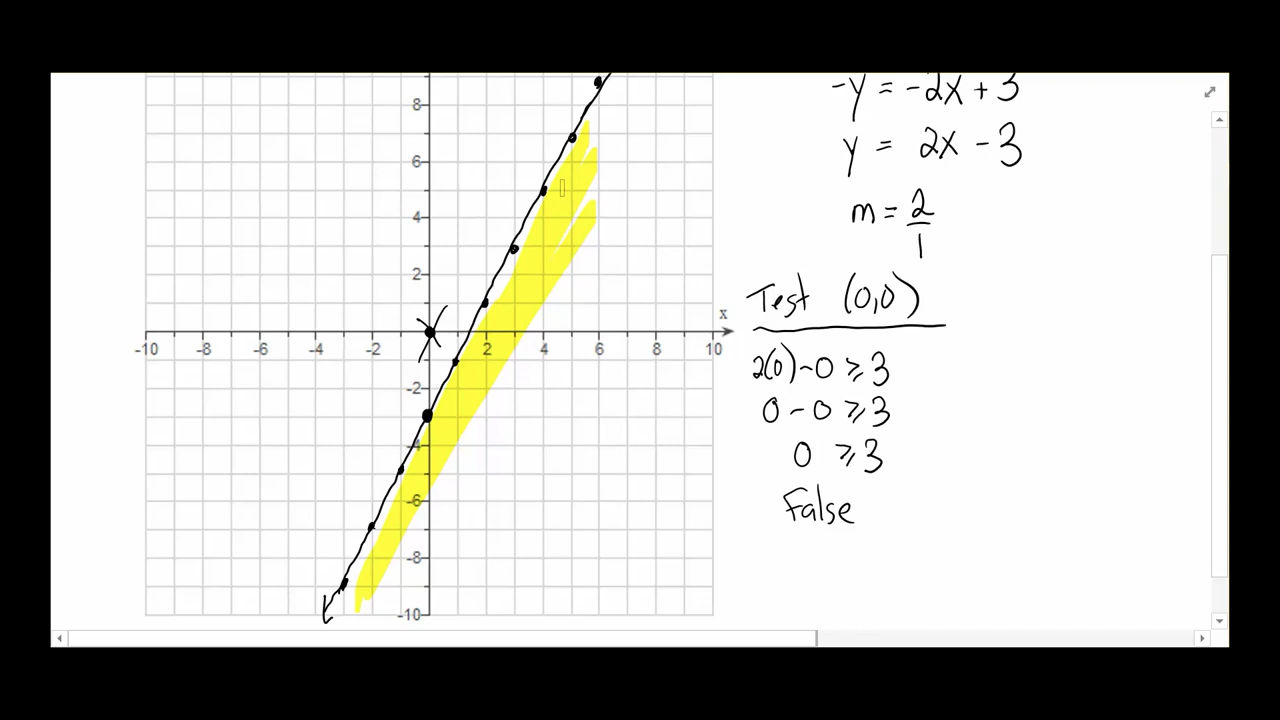 -y = -2x + 3
y = 2x - 3
m = 2/1
Test (0,0)
2(0) - 0 ≥ 3
0 - 0 ≥ 3
0 ≥ 3
False
8
6
4
2
x
-10 -8 -6 -4 -2 2 4 6 8 10
-2
-4
-6
-8
-10